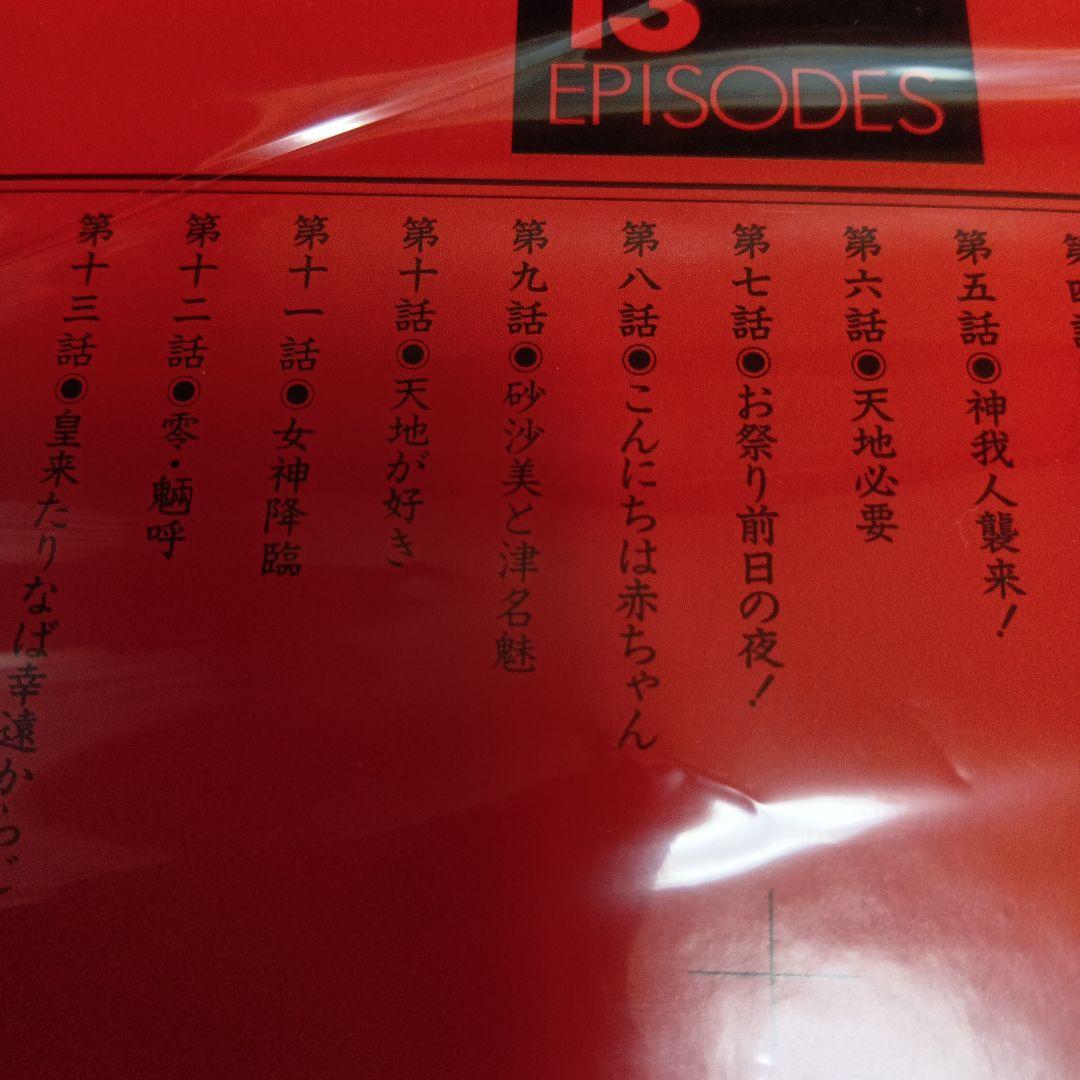 13
EPISODES
第五話◉神我人襲来!
第六話◉天地必要
第七話◉お祭り前日の夜!
第八話◉こんにちは赤ちゃん
第九話◉砂沙美と津名魅
第十話◉天地が好き
第十一話◉女神降臨
第十二話◉零・魎呼
第十三話◉皇来たりなば幸遠からじ